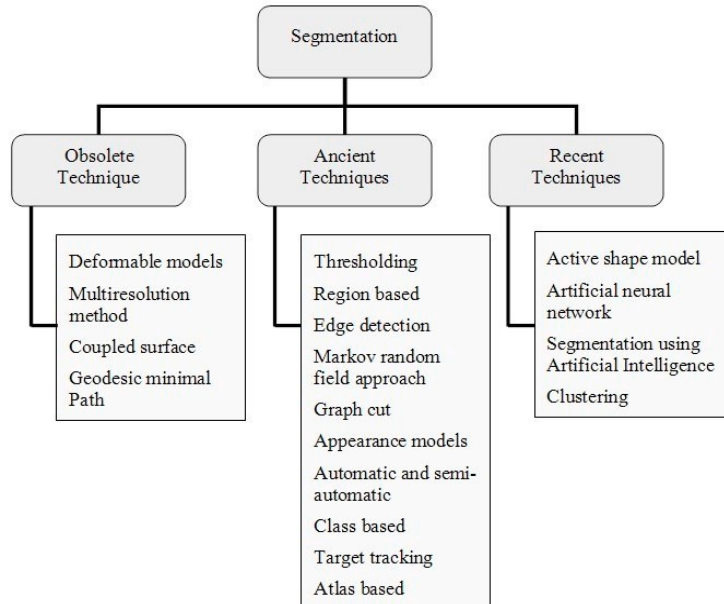 Segmentation
Obsolete
Technique
Ancient
Techniques
Recent
Techniques
Deformable models
Multiresolution
method
Coupled surface
Geodesic minimal
Path
Thresholding
Region based
Edge detection
Markov random
field approach
Graph cut
Appearance models
Automatic and semi-
automatic
Class based
Target tracking
Atlas based
Active shape model
Artificial neural
network
Segmentation using
Artificial Intelligence
Clustering